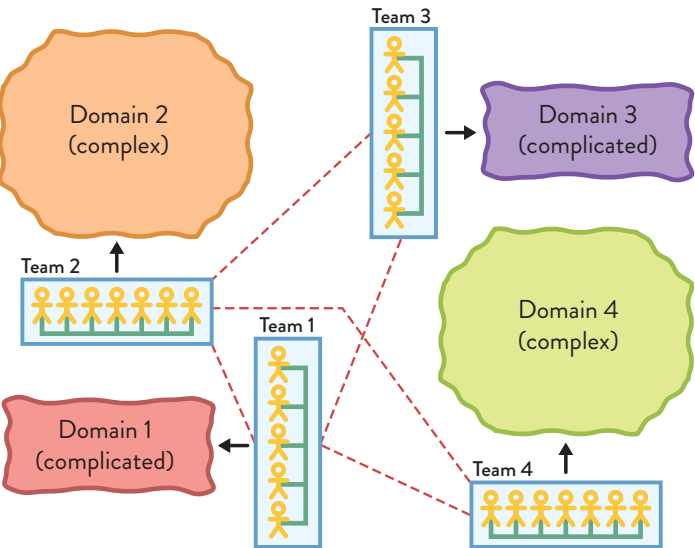 Team 3
Domain 2
(complex)
Domain 3
(complicated)
Team 2
Domain 4
(complex)
Team 1
Domain 1
(complicated)
Team 4